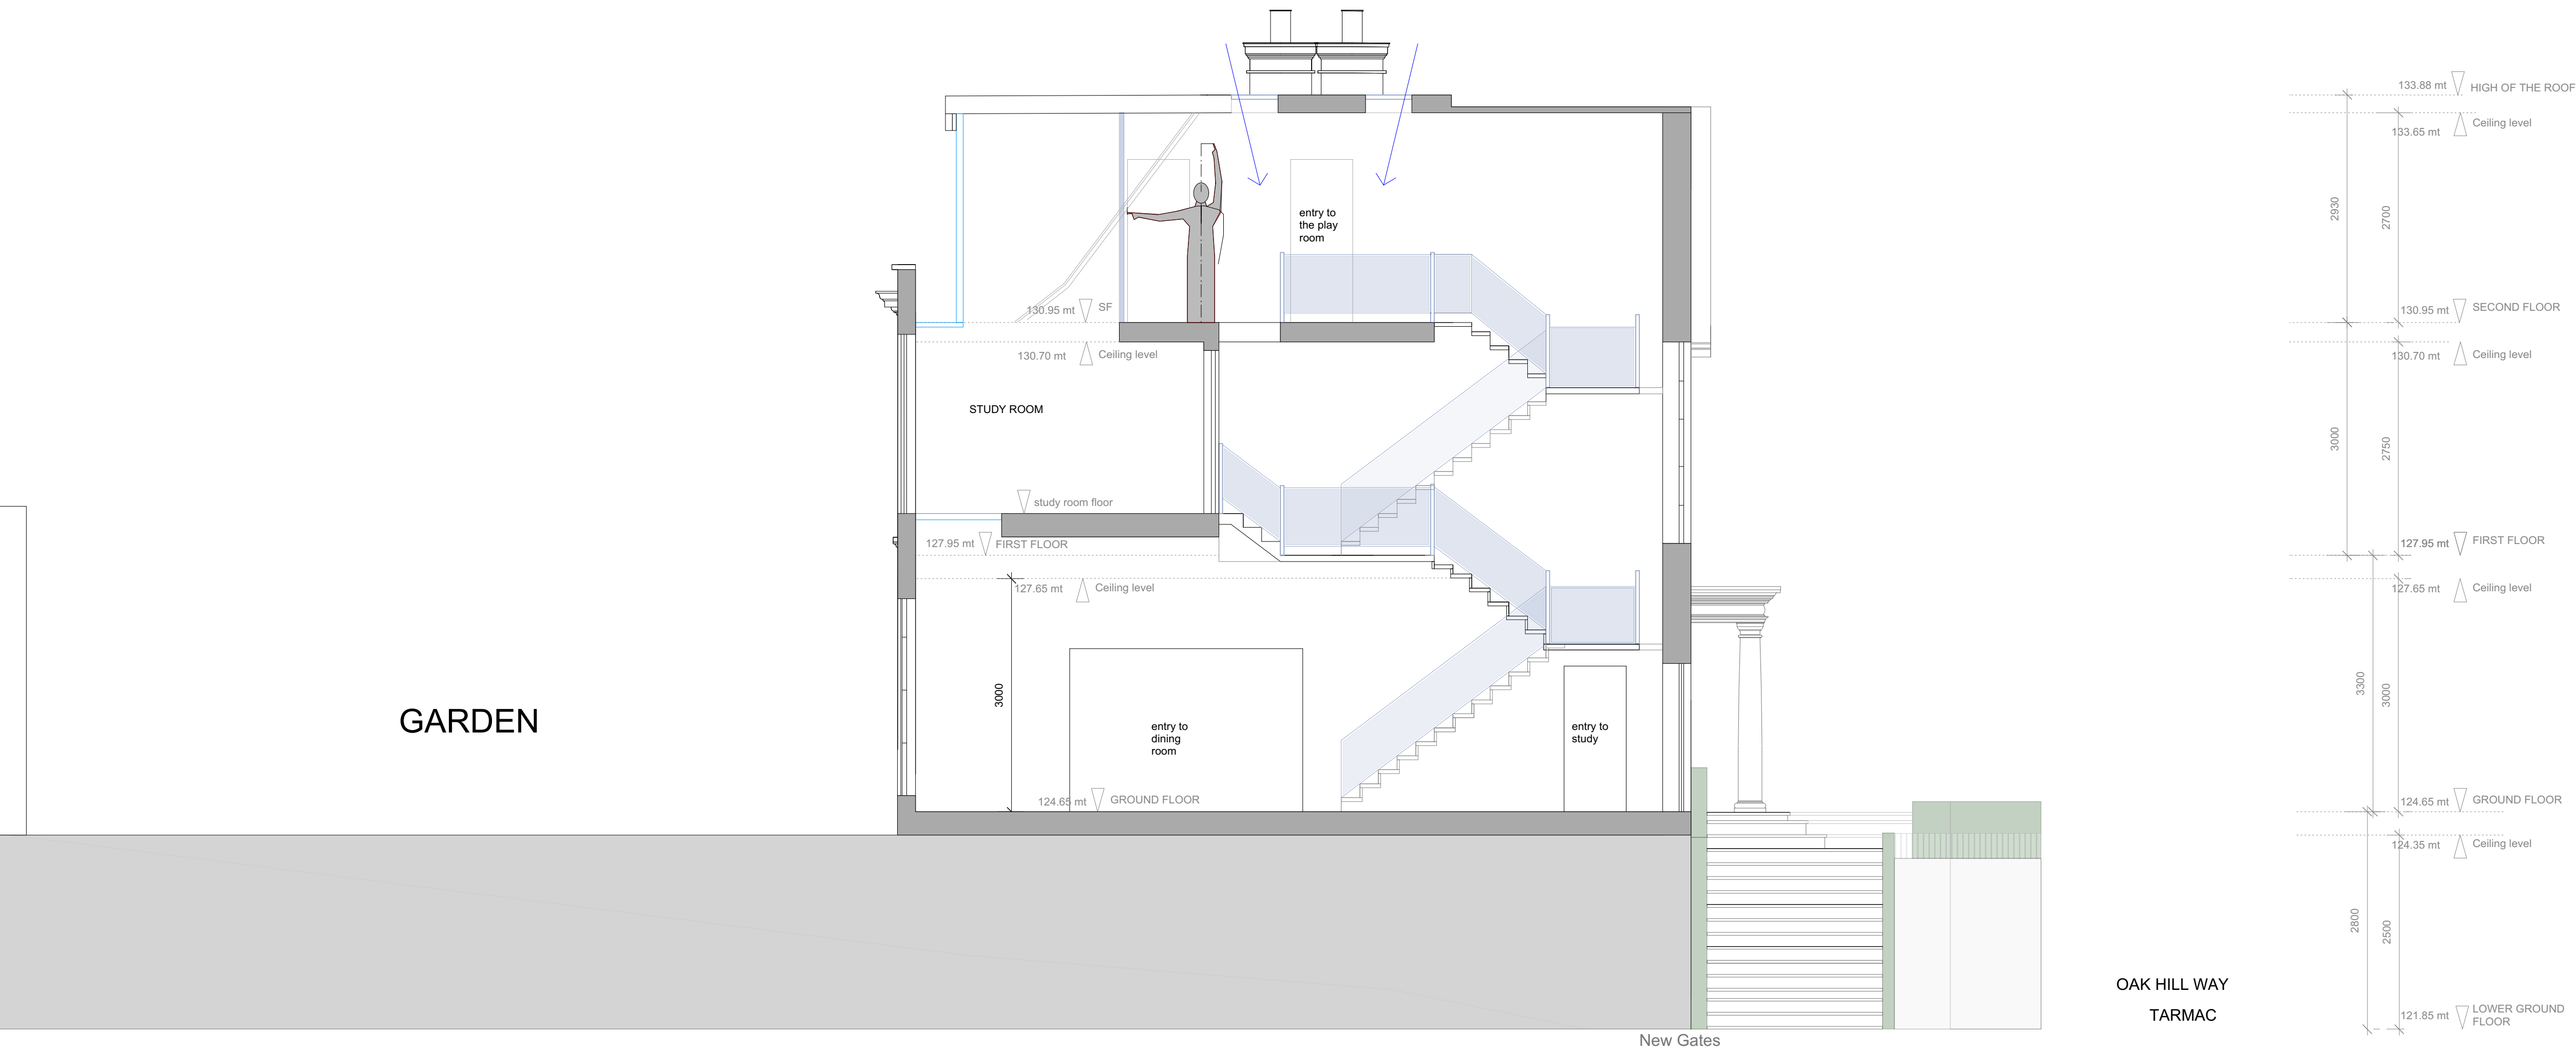 133.88 mt
HIGH OF THE ROOF
Ceiling level
133.65 mt
2930
2700
entry to
the play
room
130.95 mt
SF
130.95 mt
SECOND FLOOR
130.70 mt
Ceiling level
130.70 mt
Ceiling level
STUDY ROOM
3000
2750
study room floor
127.95 mt
FIRST FLOOR
127.95 mt
FIRST FLOOR
127.65 mt
Ceiling level
127.65 mt
Ceiling level
3000
3300
3000
GARDEN
entry to
dining
room
entry to
study
124.65 mt
GROUND FLOOR
124.65 mt
GROUND FLOOR
124.35 mt
Ceiling level
2800
2500
OAK HILL WAY
TARMAC
121.85 mt
LOWER GROUND
FLOOR
New Gates